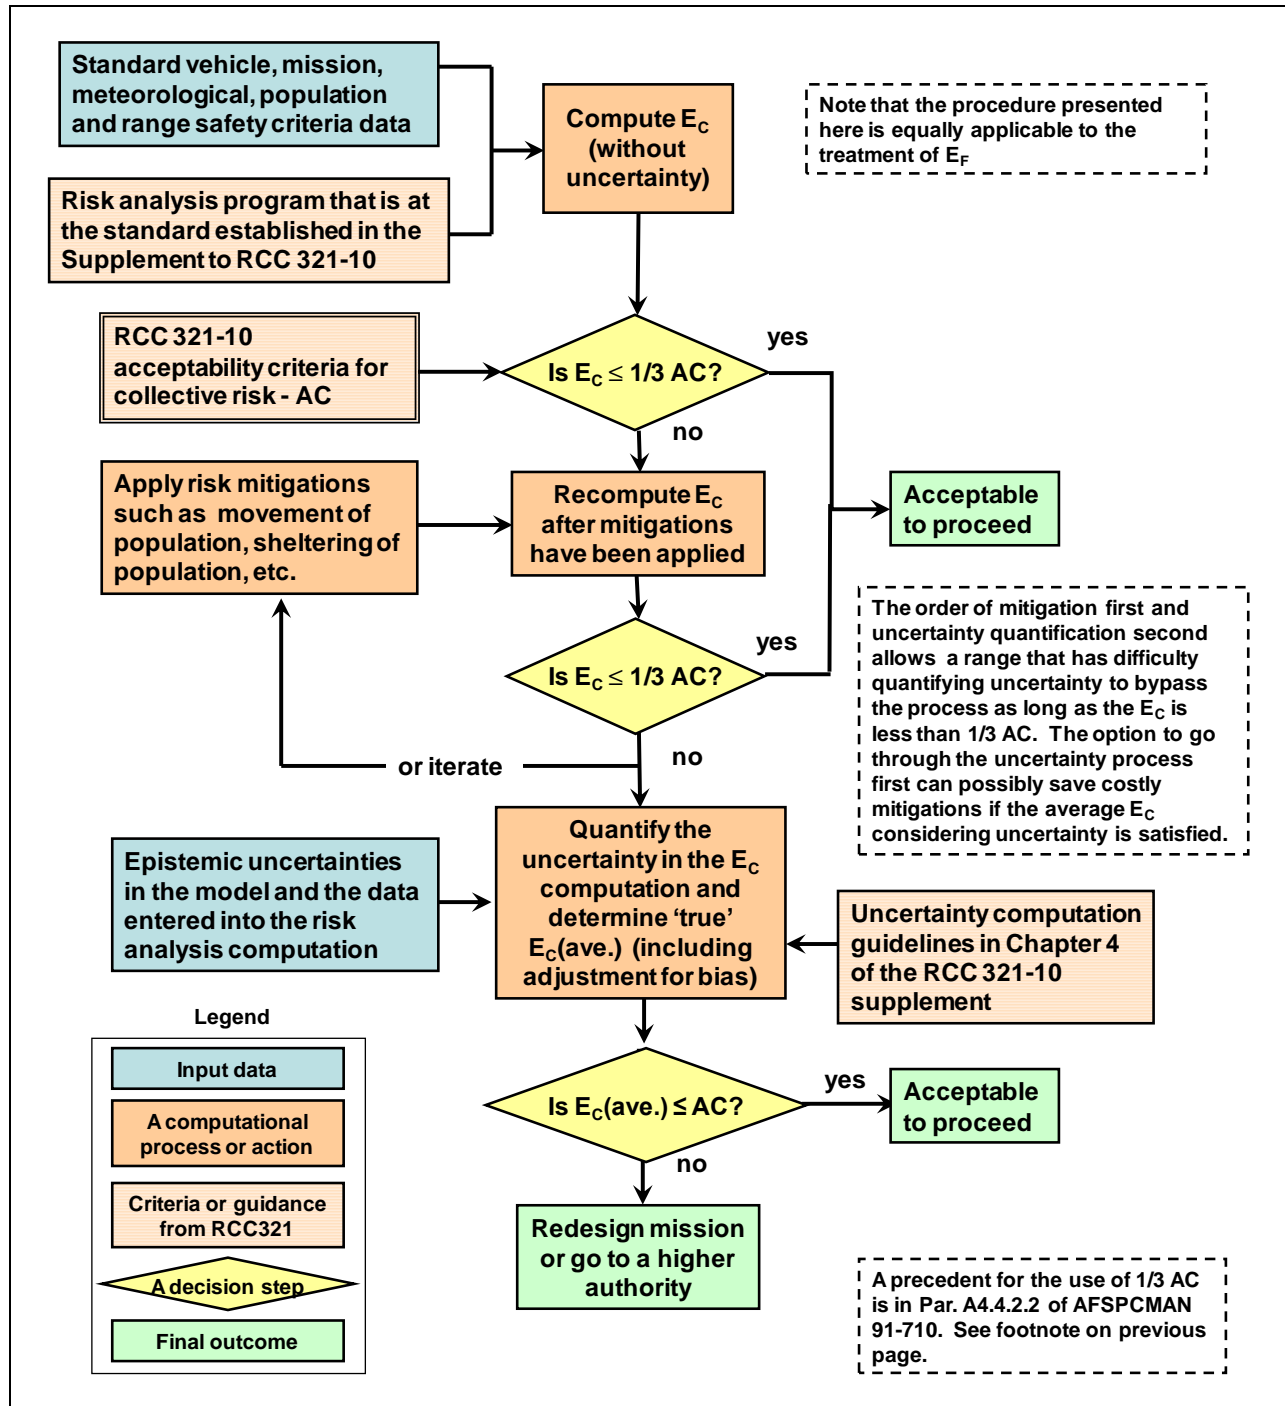 Standard vehicle, mission,
meteorological, population
and range safety criteria data
Compute E_C
(without
uncertainty)
Note that the procedure presented
here is equally applicable to the
treatment of E_F
Risk analysis program that is at
the standard established in the
Supplement to RCC 321-10
RCC 321-10
acceptability criteria for
collective risk - AC
Is E_C ≤ 1/3 AC?
yes
no
Apply risk mitigations
such as movement of
population, sheltering of
population, etc.
Recompute E_C
after mitigations
have been applied
Acceptable
to proceed
Is E_C ≤ 1/3 AC?
yes
The order of mitigation first and
uncertainty quantification second
allows a range that has difficulty
quantifying uncertainty to bypass
the process as long as the E_C is
less than 1/3 AC. The option to go
through the uncertainty process
first can possibly save costly
mitigations if the average E_C
considering uncertainty is satisfied.
or iterate
no
Epistemic uncertainties
in the model and the data
entered into the risk
analysis computation
Quantify the
uncertainty in the E_C
computation and
determine ‘true’
E_C(ave.) (including
adjustment for bias)
Uncertainty computation
guidelines in Chapter 4
of the RCC 321-10
supplement
Legend
Input data
A computational
process or action
Criteria or guidance
from RCC321
A decision step
Final outcome
Is E_C(ave.) ≤ AC?
yes
Acceptable
to proceed
no
Redesign mission
or go to a higher
authority
A precedent for the use of 1/3 AC
is in Par. A4.4.2.2 of AFSPCMAN
91-710. See footnote on previous
page.